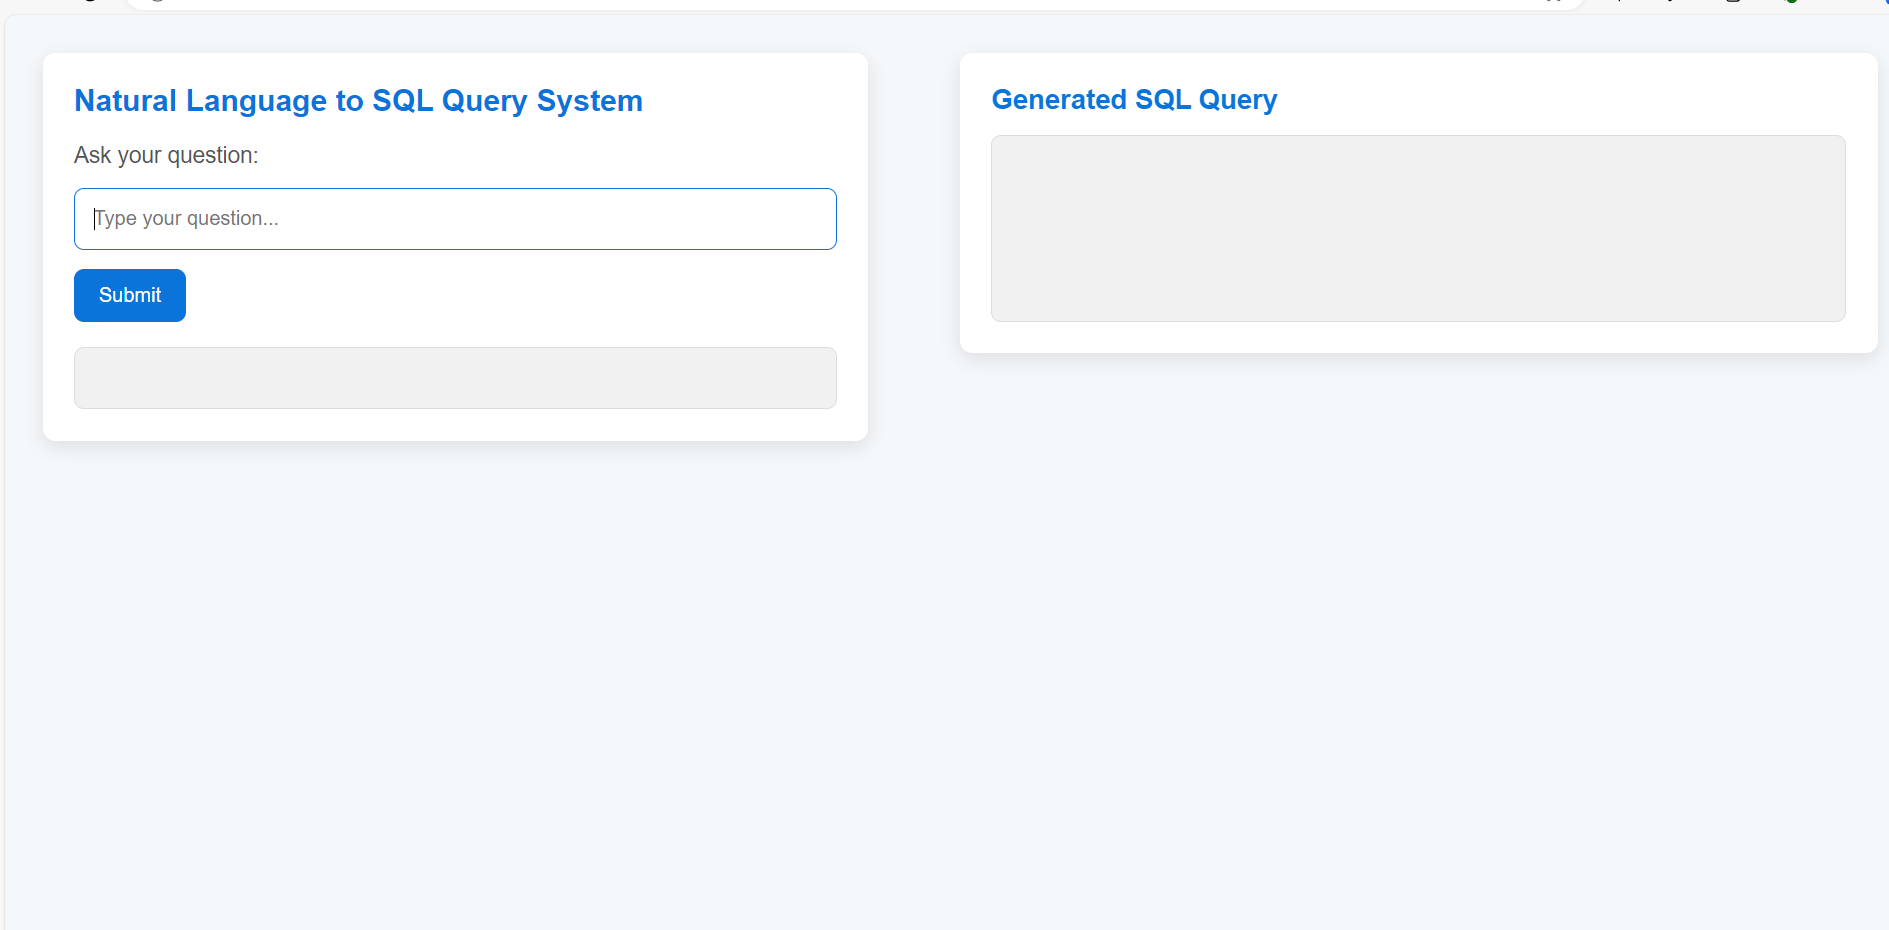 Natural Language to SQL Query System
Ask your question:
Type your question...
Submit
Generated SQL Query